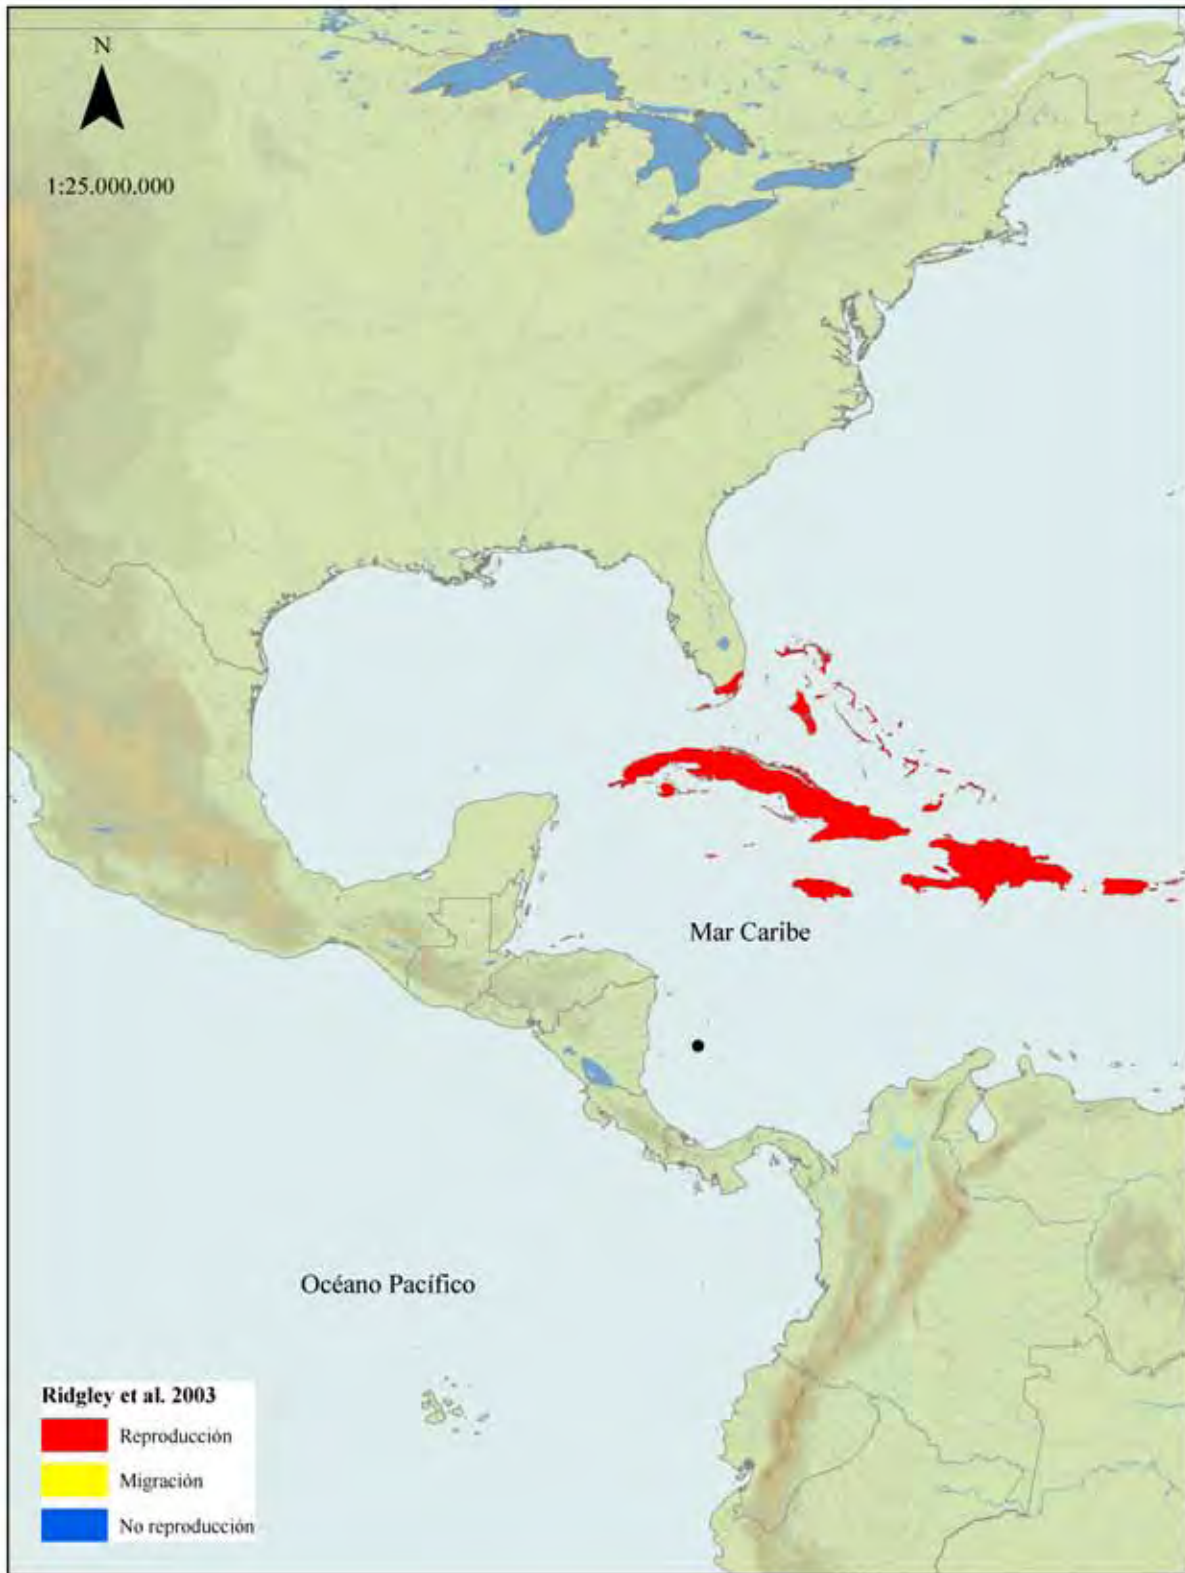 N
1:25.000.000
Mar Caribe
Océano Pacífico
Ridgley et al. 2003
Reproducción
Migración
No reproducción